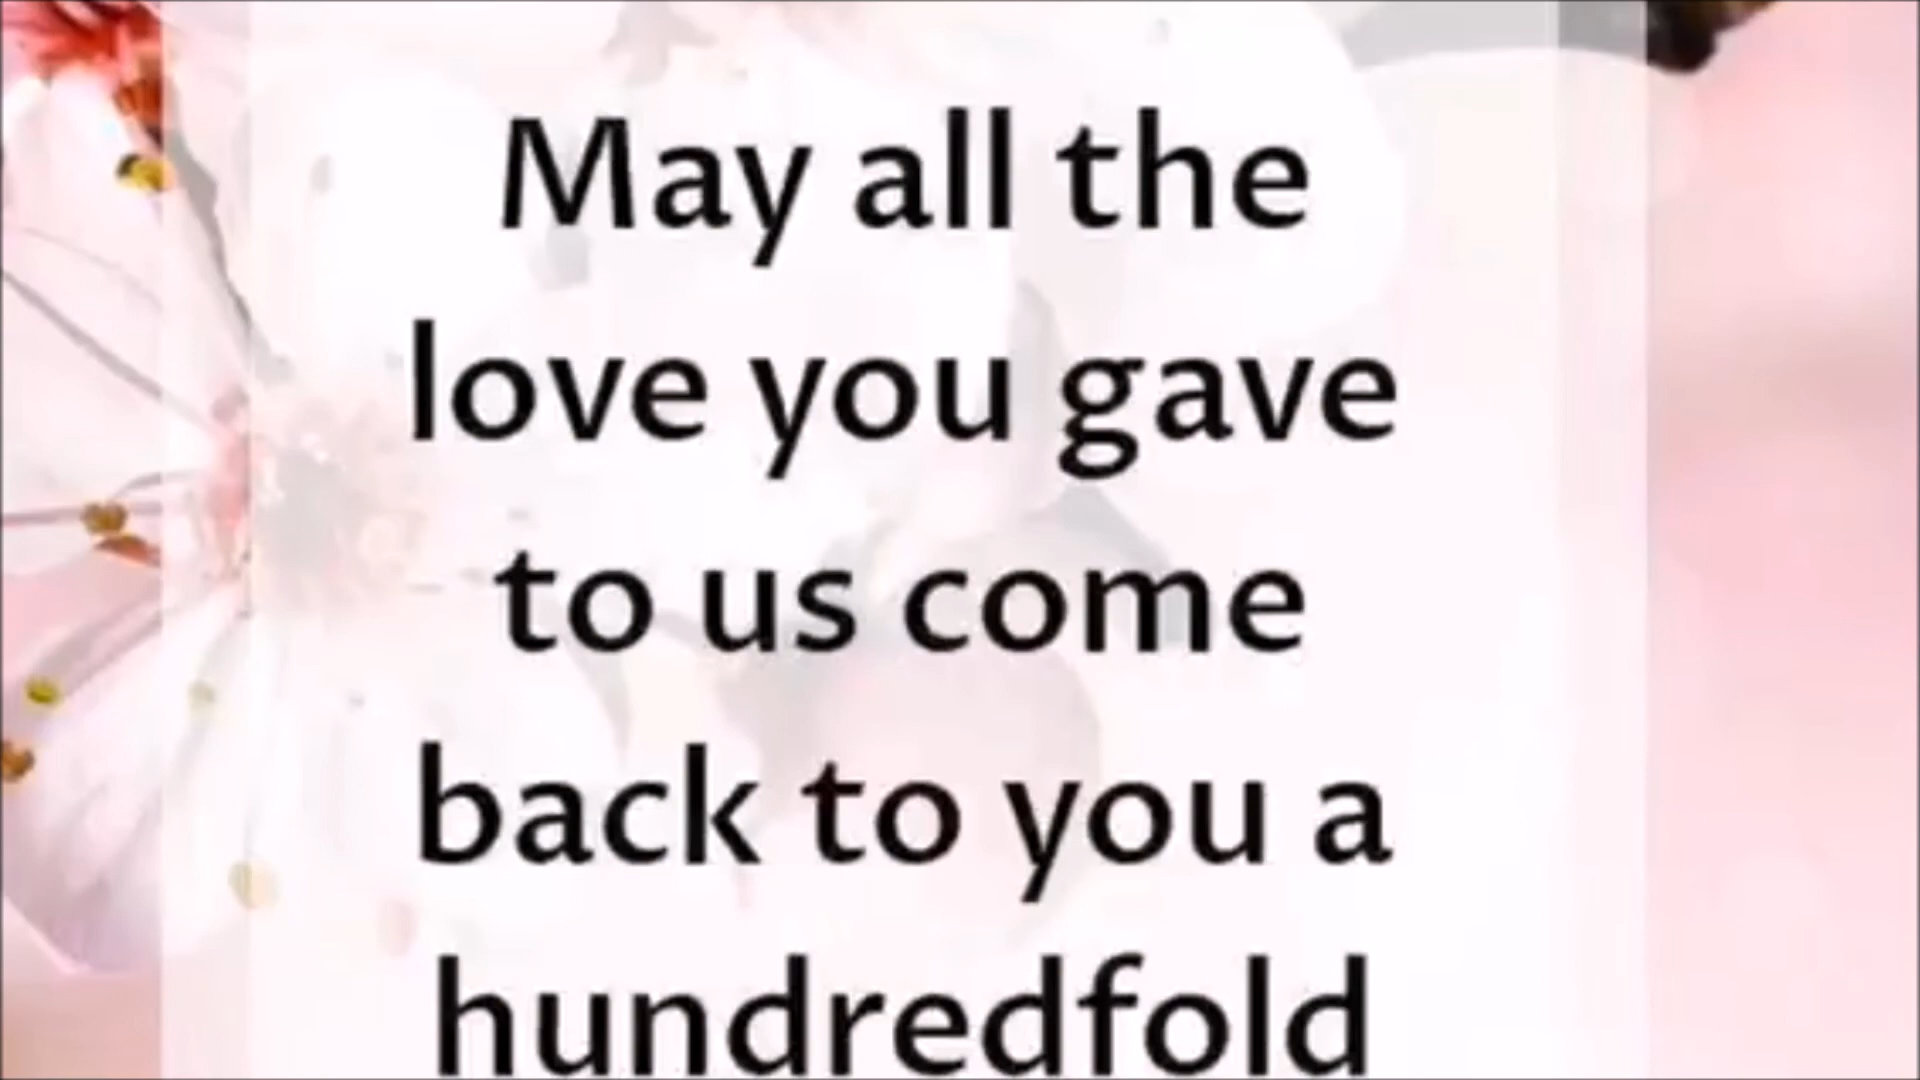 May all the
love you gave
to us come
back to you a
hundredfold